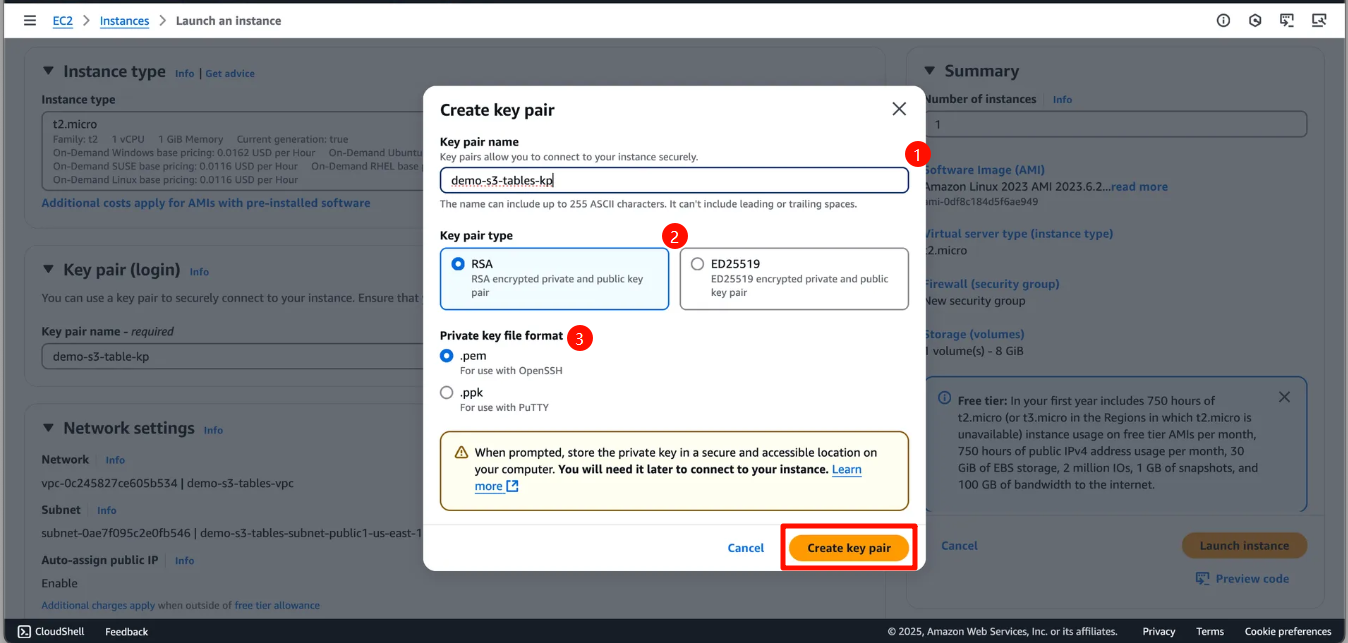 EC2 > Instances > Launch an instance
Instance type Info | Get advice
Instance type
t2.micro
Family: t2 1 vCPU 1 GiB Memory Current generation: true
On-Demand Windows base pricing: 0.0162 USD per Hour On-Demand Ubuntu
On-Demand SUSE base pricing: 0.0116 USD per Hour On-Demand RHEL base
On-Demand Linux base pricing: 0.0116 USD per Hour
Additional costs apply for AMIs with pre-installed software
Key pair (login) Info
You can use a key pair to securely connect to your instance. Ensure that
Key pair name - required
demo-s3-table-kp
Network settings Info
Network Info
vpc-0c245827ce605b534 | demo-s3-tables-vpc
Subnet Info
subnet-0ae7f095c2e0fb546 | demo-s3-tables-subnet-public1-us-east-1
Auto-assign public IP Info
Enable
Additional charges apply when outside of free tier allowance
Create key pair
Key pair name
Key pairs allow you to connect to your instance securely.
1
demo-s3-tables-kp
The name can include up to 255 ASCII characters. It can't include leading or trailing spaces.
Key pair type
2
RSA
RSA encrypted private and public key
pair
ED25519
ED25519 encrypted private and public
key pair
Private key file format
3
.pem
For use with OpenSSH
.ppk
For use with PuTTY
When prompted, store the private key in a secure and accessible location on
your computer. You will need it later to connect to your instance. Learn
more
Cancel
Create key pair
Summary
Number of instances Info
1
Software Image (AMI)
Amazon Linux 2023 AMI 2023.6.2...read more
ami-0df8c184d5f6ae949
Virtual server type (instance type)
t2.micro
Firewall (security group)
New security group
Storage (volumes)
1 volume(s) - 8 GiB
Free tier: In your first year includes 750 hours of
t2.micro (or t3.micro in the Regions in which t2.micro is
unavailable) instance usage on free tier AMIs per month,
750 hours of public IPv4 address usage per month, 30
GiB of EBS storage, 2 million IOs, 1 GB of snapshots, and
100 GB of bandwidth to the internet.
Cancel
Launch instance
Preview code
CloudShell Feedback
© 2025, Amazon Web Services, Inc. or its affiliates. Privacy Terms Cookie preferences